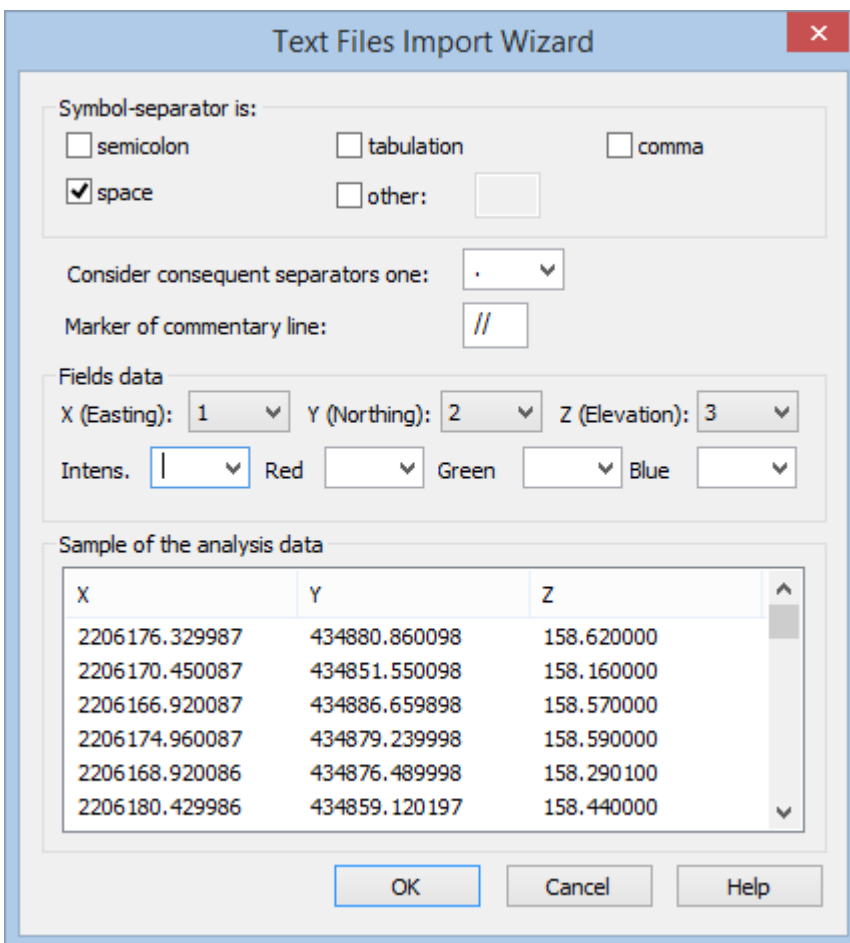 Text Files Import Wizard
Symbol-separator is:
semicolon tabulation comma
space other:
Consider consequent separators one: .
Marker of commentary line: //
Fields data
X (Easting): 1 Y (Northing): 2 Z (Elevation): 3
Intens. Red Green Blue
Sample of the analysis data
X Y Z
2206176.329987 434880.860098 158.620000
2206170.450087 434851.550098 158.160000
2206166.920087 434886.659898 158.570000
2206174.960087 434879.239998 158.590000
2206168.920086 434876.489998 158.290100
2206180.429986 434859.120197 158.440000
OK Cancel Help